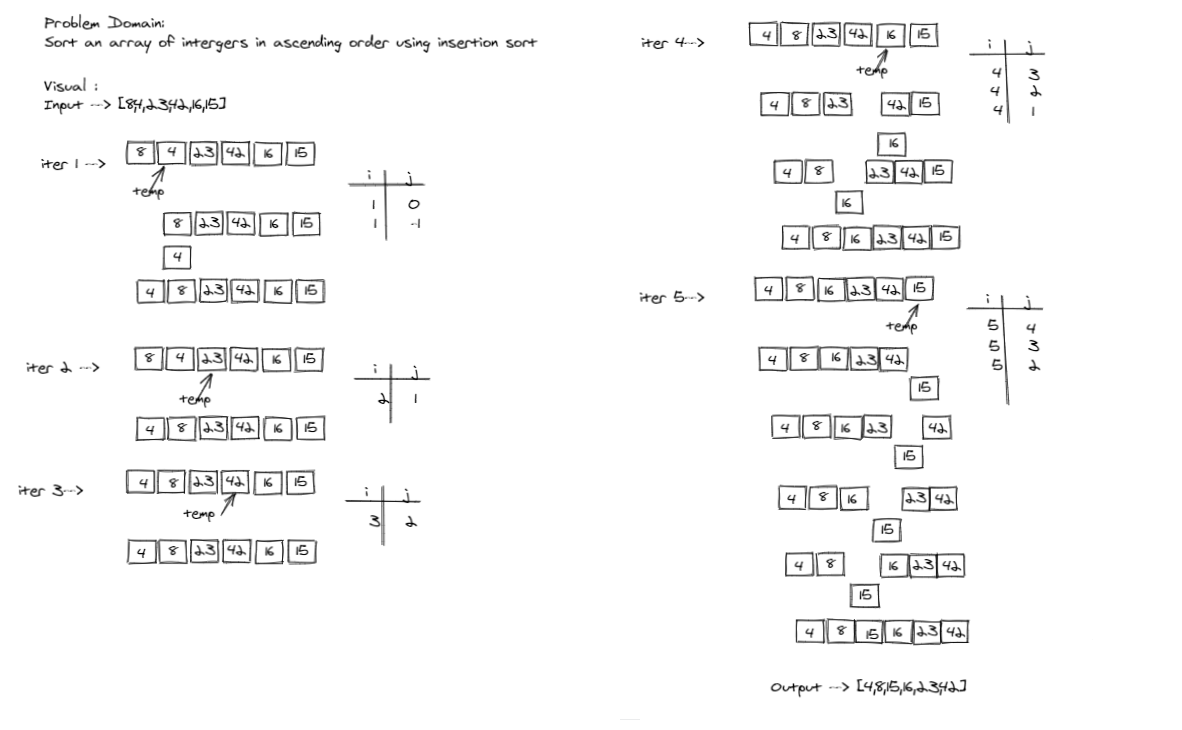 Problem Domain:
Sort an array of intergers in ascending order using insertion sort
Visual :
Input --> [8,4,23,42,16,15]
iter 1 -->
8 4 23 42 16 15
temp
i j
1 0
1 -1
8 23 42 16 15
4
4 8 23 42 16 15
iter 2 -->
8 4 23 42 16 15
temp
i j
2 1
4 8 23 42 16 15
iter 3-->
4 8 23 42 16 15
temp
i j
3 2
4 8 23 42 16 15
iter 4-->
4 8 23 42 16 15
temp
i j
4 3
4 2
4 1
4 8 23 42 15
16
4 8 23 42 15
16
4 8 16 23 42 15
iter 5-->
4 8 16 23 42 15
temp
i j
5 4
5 3
5 2
4 8 16 23 42
15
4 8 16 23 42
15
4 8 16 23 42
15
4 8 16 23 42
15
4 8 15 16 23 42
Output --> [4,8,15,16,23,42]